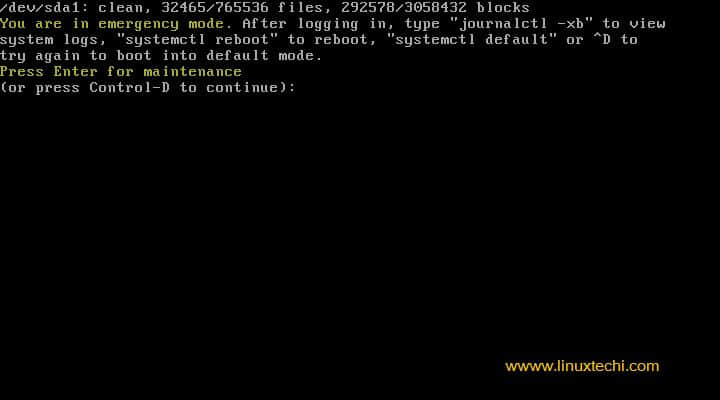 /dev/sda1: clean, 32465/765536 files, 292578/3058432 blocks
You are in emergency mode. After logging in, type "journalctl -xb" to view
system logs, "systemctl reboot" to reboot, "systemctl default" or ^D to
try again to boot into default mode.
Press Enter for maintenance
(or press Control-D to continue):
wwww.linuxtechi.com